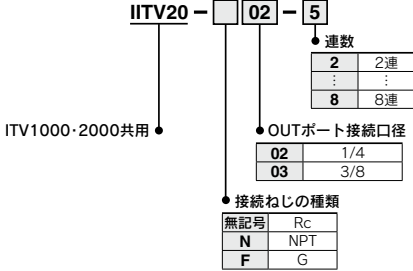 IITV20 － 02 － 5
連数
2 2連
⋮ ⋮
8 8連
ITV1000･2000共用
OUTポート接続口径
02 1/4
03 3/8
接続ねじの種類
無記号 Rc
N NPT
F G